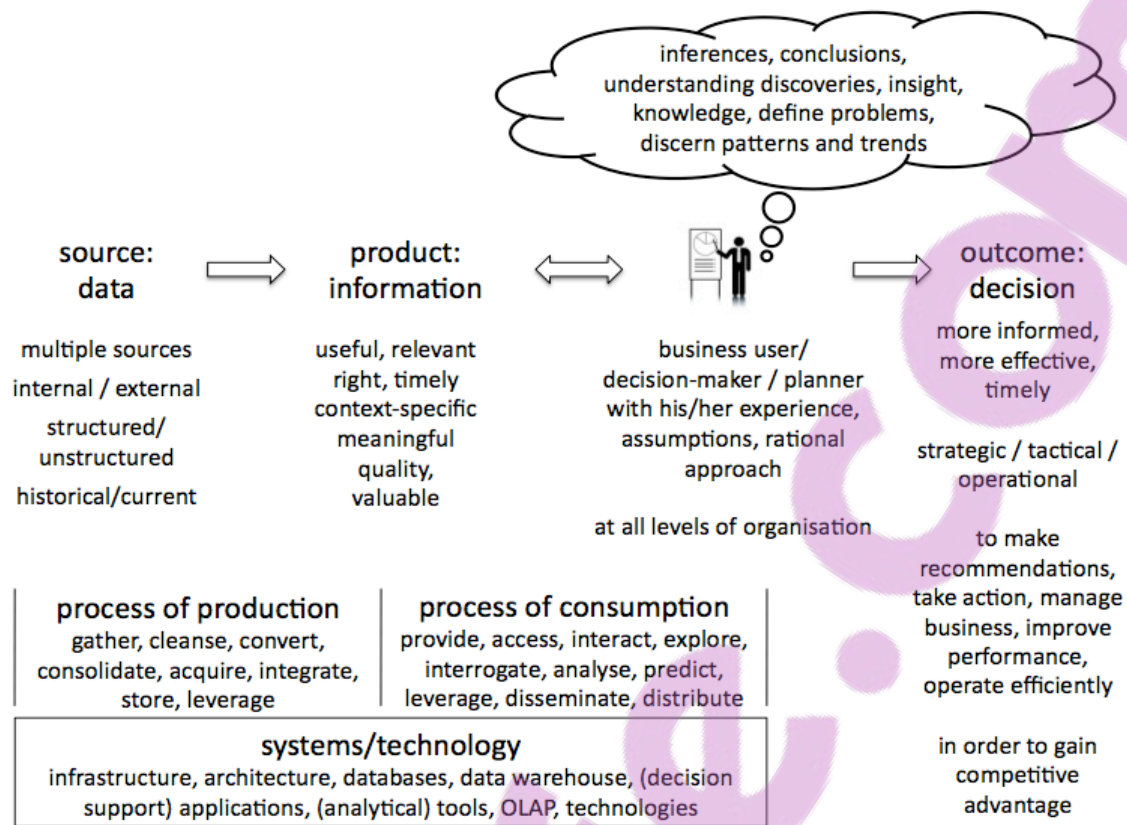 inferences, conclusions,
understanding discoveries, insight,
knowledge, define problems,
discern patterns and trends
source:
data
product:
information
outcome:
decision
multiple sources
internal / external
structured/
unstructured
historical/current
useful, relevant
right, timely
context-specific
meaningful
quality,
valuable
business user/
decision-maker / planner
with his/her experience,
assumptions, rational
approach
at all levels of organisation
more informed,
more effective,
timely
strategic / tactical /
operational
to make
recommendations,
take action, manage
business, improve
performance,
operate efficiently
in order to gain
competitive
advantage
process of production
gather, cleanse, convert,
consolidate, acquire, integrate,
store, leverage
process of consumption
provide, access, interact, explore,
interrogate, analyse, predict,
leverage, disseminate, distribute
systems/technology
infrastructure, architecture, databases, data warehouse, (decision
support) applications, (analytical) tools, OLAP, technologies